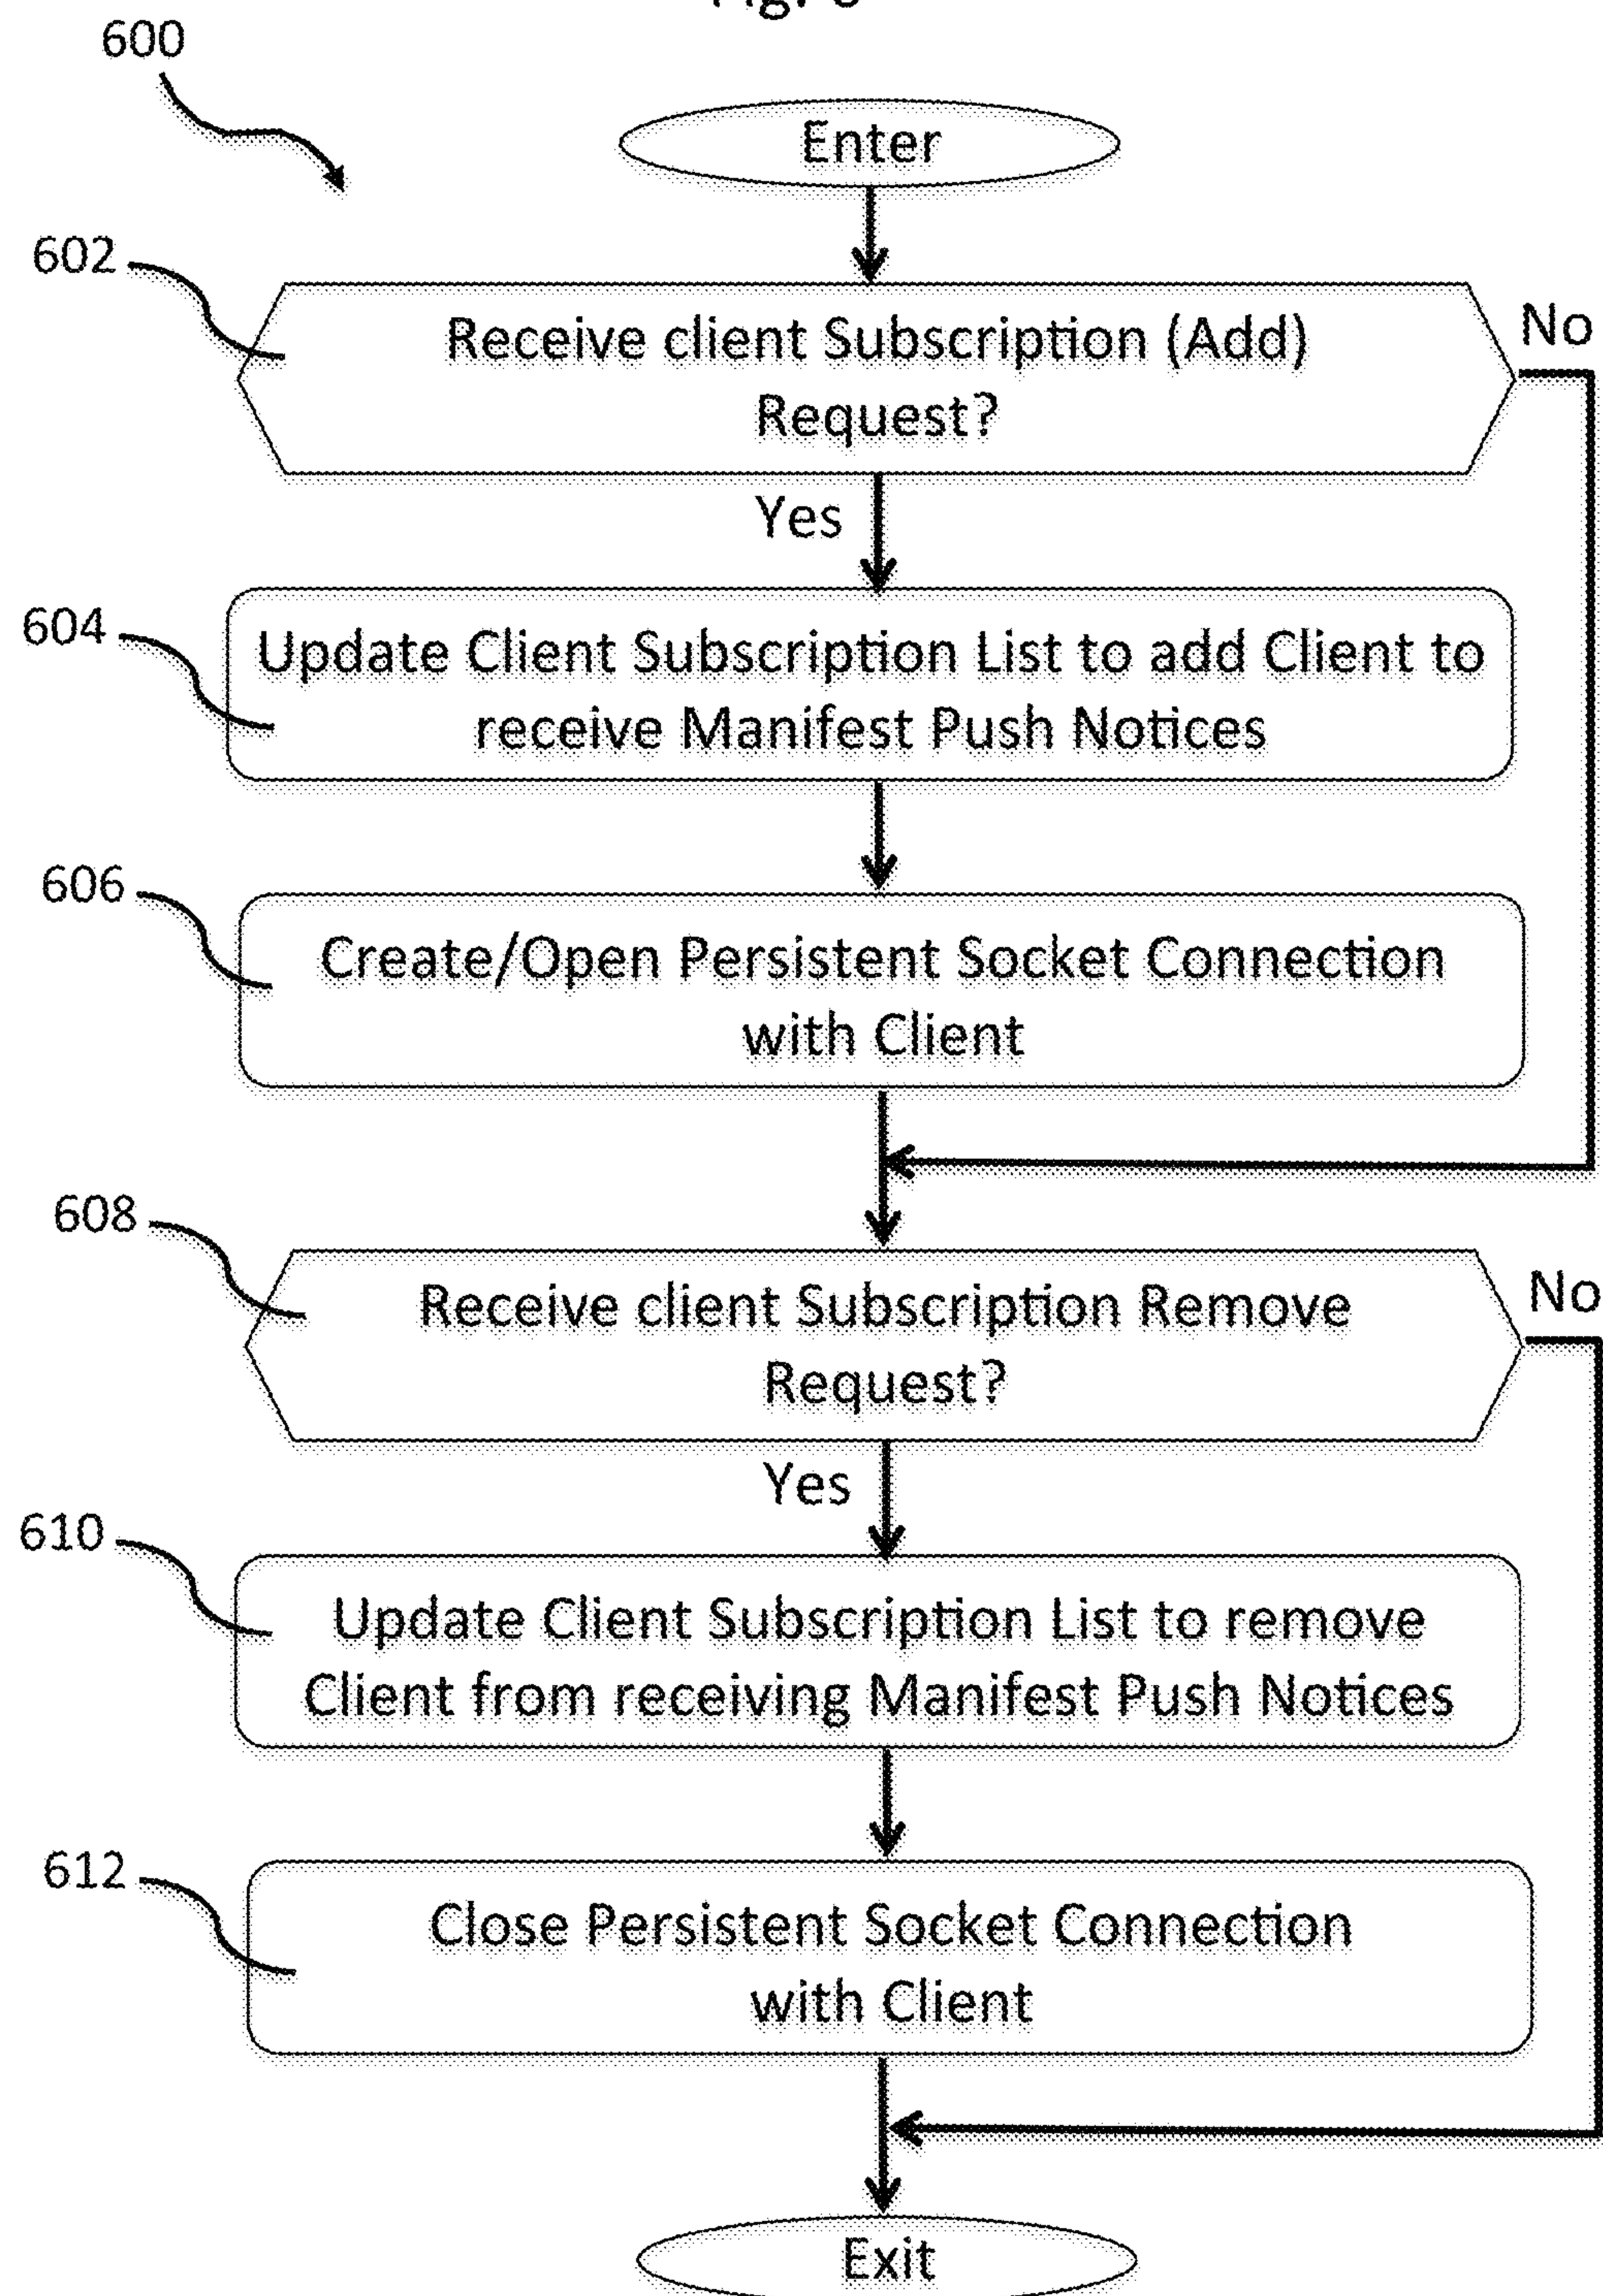 600
Enter
602
Receive client Subscription (Add)
Request?
No
Yes
604
Update Client Subscription List to add Client to
receive Manifest Push Notices
606
Create/Open Persistent Socket Connection
with Client
608
Receive client Subscription Remove
Request?
No
Yes
610
Update Client Subscription List to remove
Client from receiving Manifest Push Notices
612
Close Persistent Socket Connection
with Client
Exit